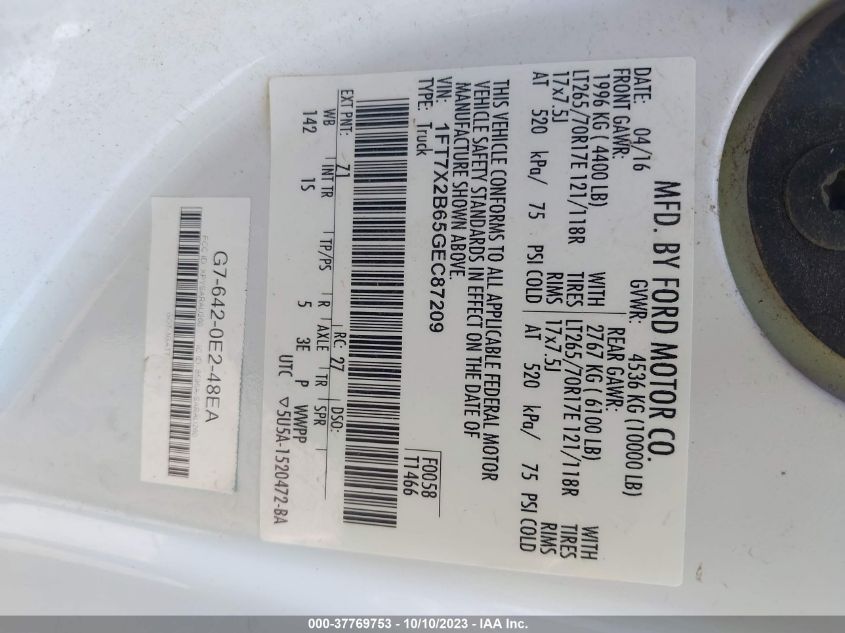 MFD. BY FORD MOTOR CO.
DATE: 04/16 GVWR: 4536 KG (10000 LB)
FRONT GAWR: REAR GAWR:
1996 KG ( 4400 LB) WITH 2767 KG ( 6100 LB) WITH
LT265/70R17E 121/118R TIRES LT265/70R17E 121/118R TIRES
17x7.5J RIMS 17x7.5J RIMS
AT 520 kPa/ 75 PSI COLD AT 520 kPa/ 75 PSI COLD
THIS VEHICLE CONFORMS TO ALL APPLICABLE FEDERAL MOTOR
VEHICLE SAFETY STANDARDS IN EFFECT ON THE DATE OF
MANUFACTURE SHOWN ABOVE.
VIN: 1FT7X2B65GEC87209
TYPE: Truck
F0058
T1466
EXT PNT: Z1 RC: 27 DSO:
WB INT TR TP/PS R AXLE TR SPR
142 1S 5 3E P WWPP
UTC ▽5U5A-1520472-BA
G7-642-0E2-48EA
000-37769753 - 10/10/2023 - IAA Inc.